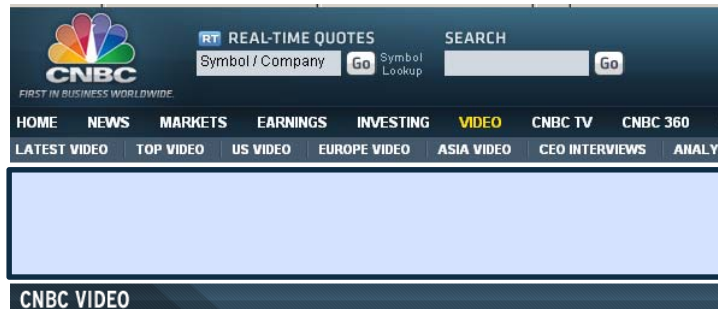 RT REAL-TIME QUOTES SEARCH
Symbol / Company Go Symbol Lookup Go
CNBC
FIRST IN BUSINESS WORLDWIDE.
HOME NEWS MARKETS EARNINGS INVESTING VIDEO CNBC TV CNBC 360
LATEST VIDEO TOP VIDEO US VIDEO EUROPE VIDEO ASIA VIDEO CEO INTERVIEWS ANALY
CNBC VIDEO